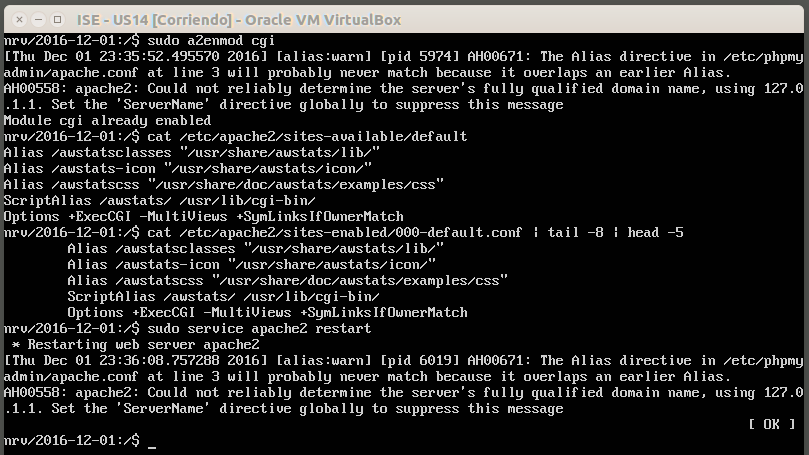 ISE - US14 [Corriendo] - Oracle VM VirtualBox
nrv/2016-12-01:/$ sudo a2enmod cgi
[Thu Dec 01 23:35:52.495570 2016] [alias:warn] [pid 5974] AH00671: The Alias directive in /etc/phpmy
admin/apache.conf at line 3 will probably never match because it overlaps an earlier Alias.
AH00558: apache2: Could not reliably determine the server's fully qualified domain name, using 127.0
.1.1. Set the 'ServerName' directive globally to suppress this message
Module cgi already enabled
nrv/2016-12-01:/$ cat /etc/apache2/sites-available/default
Alias /awstatsclasses "/usr/share/awstats/lib/"
Alias /awstats-icon "/usr/share/awstats/icon/"
Alias /awstatscss "/usr/share/doc/awstats/examples/css"
ScriptAlias /awstats/ /usr/lib/cgi-bin/
Options +ExecCGI -MultiViews +SymLinksIfOwnerMatch
nrv/2016-12-01:/$ cat /etc/apache2/sites-enabled/000-default.conf | tail -8 | head -5
Alias /awstatsclasses "/usr/share/awstats/lib/"
Alias /awstats-icon "/usr/share/awstats/icon/"
Alias /awstatscss "/usr/share/doc/awstats/examples/css"
ScriptAlias /awstats/ /usr/lib/cgi-bin/
Options +ExecCGI -MultiViews +SymLinksIfOwnerMatch
nrv/2016-12-01:/$ sudo service apache2 restart
* Restarting web server apache2
[Thu Dec 01 23:36:08.757288 2016] [alias:warn] [pid 6019] AH00671: The Alias directive in /etc/phpmy
admin/apache.conf at line 3 will probably never match because it overlaps an earlier Alias.
AH00558: apache2: Could not reliably determine the server's fully qualified domain name, using 127.0
.1.1. Set the 'ServerName' directive globally to suppress this message
[ OK ]
nrv/2016-12-01:/$ _